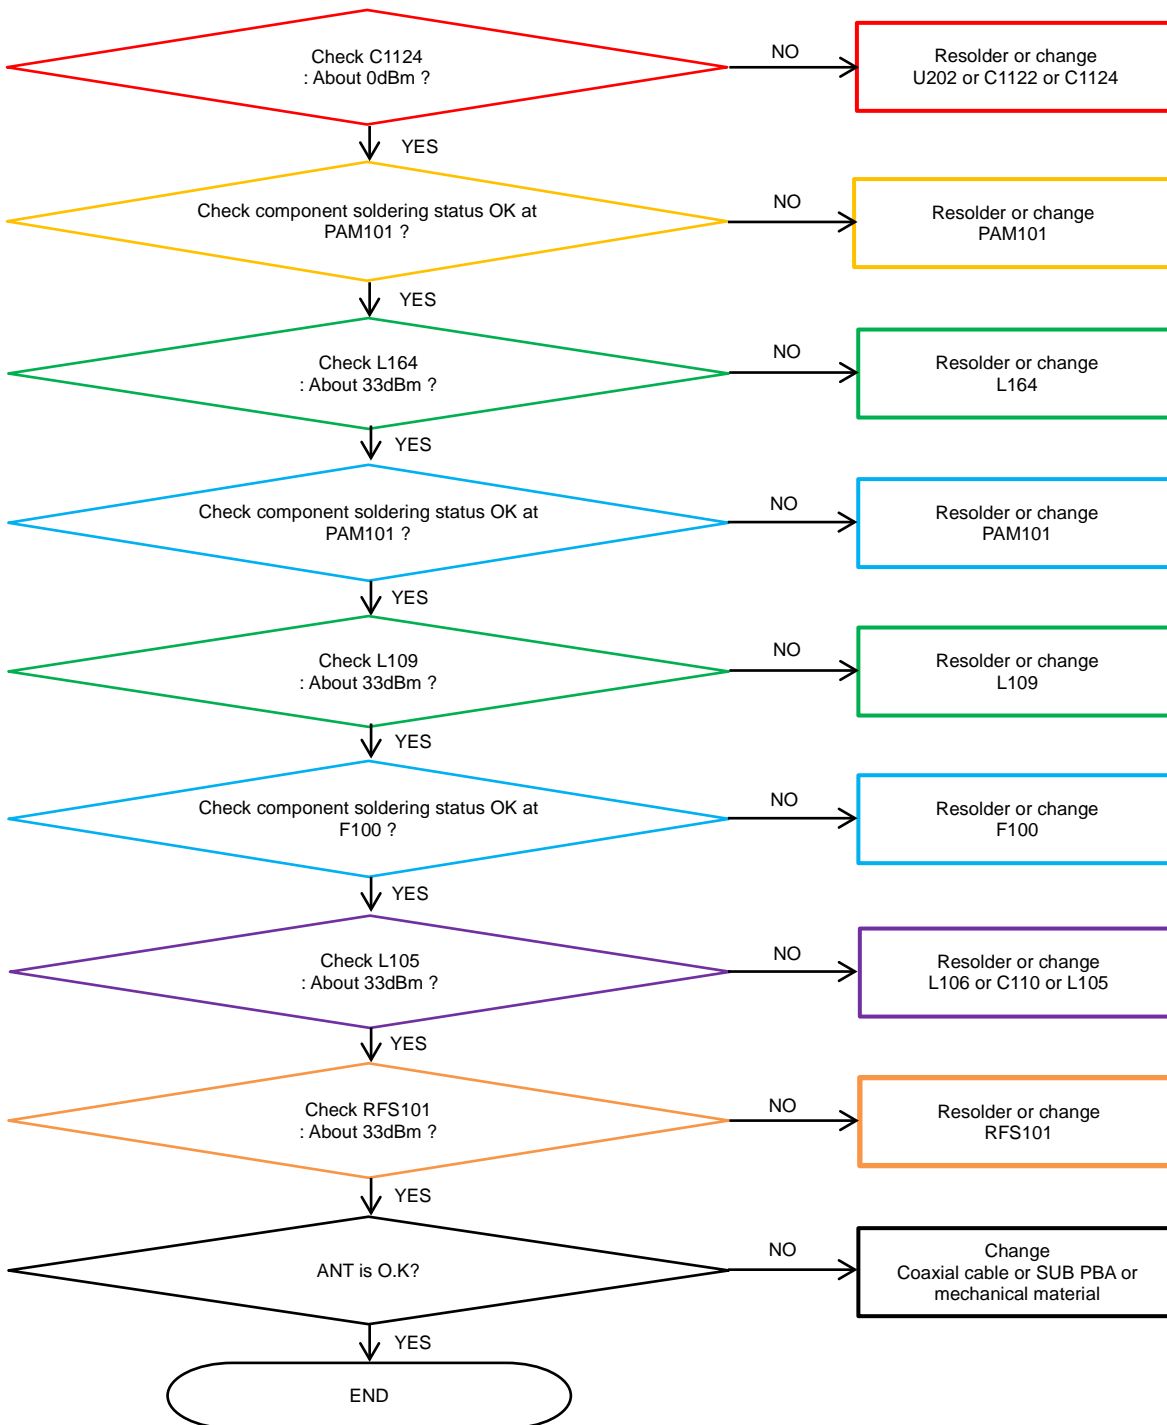 Check C1124
: About 0dBm ?
NO
Resolder or change
U202 or C1122 or C1124
YES
Check component soldering status OK at
PAM101 ?
NO
Resolder or change
PAM101
YES
Check L164
: About 33dBm ?
NO
Resolder or change
L164
YES
Check component soldering status OK at
PAM101 ?
NO
Resolder or change
PAM101
YES
Check L109
: About 33dBm ?
NO
Resolder or change
L109
YES
Check component soldering status OK at
F100 ?
NO
Resolder or change
F100
YES
Check L105
: About 33dBm ?
NO
Resolder or change
L106 or C110 or L105
YES
Check RFS101
: About 33dBm ?
NO
Resolder or change
RFS101
YES
ANT is O.K?
NO
Change
Coaxial cable or SUB PBA or
mechanical material
YES
END